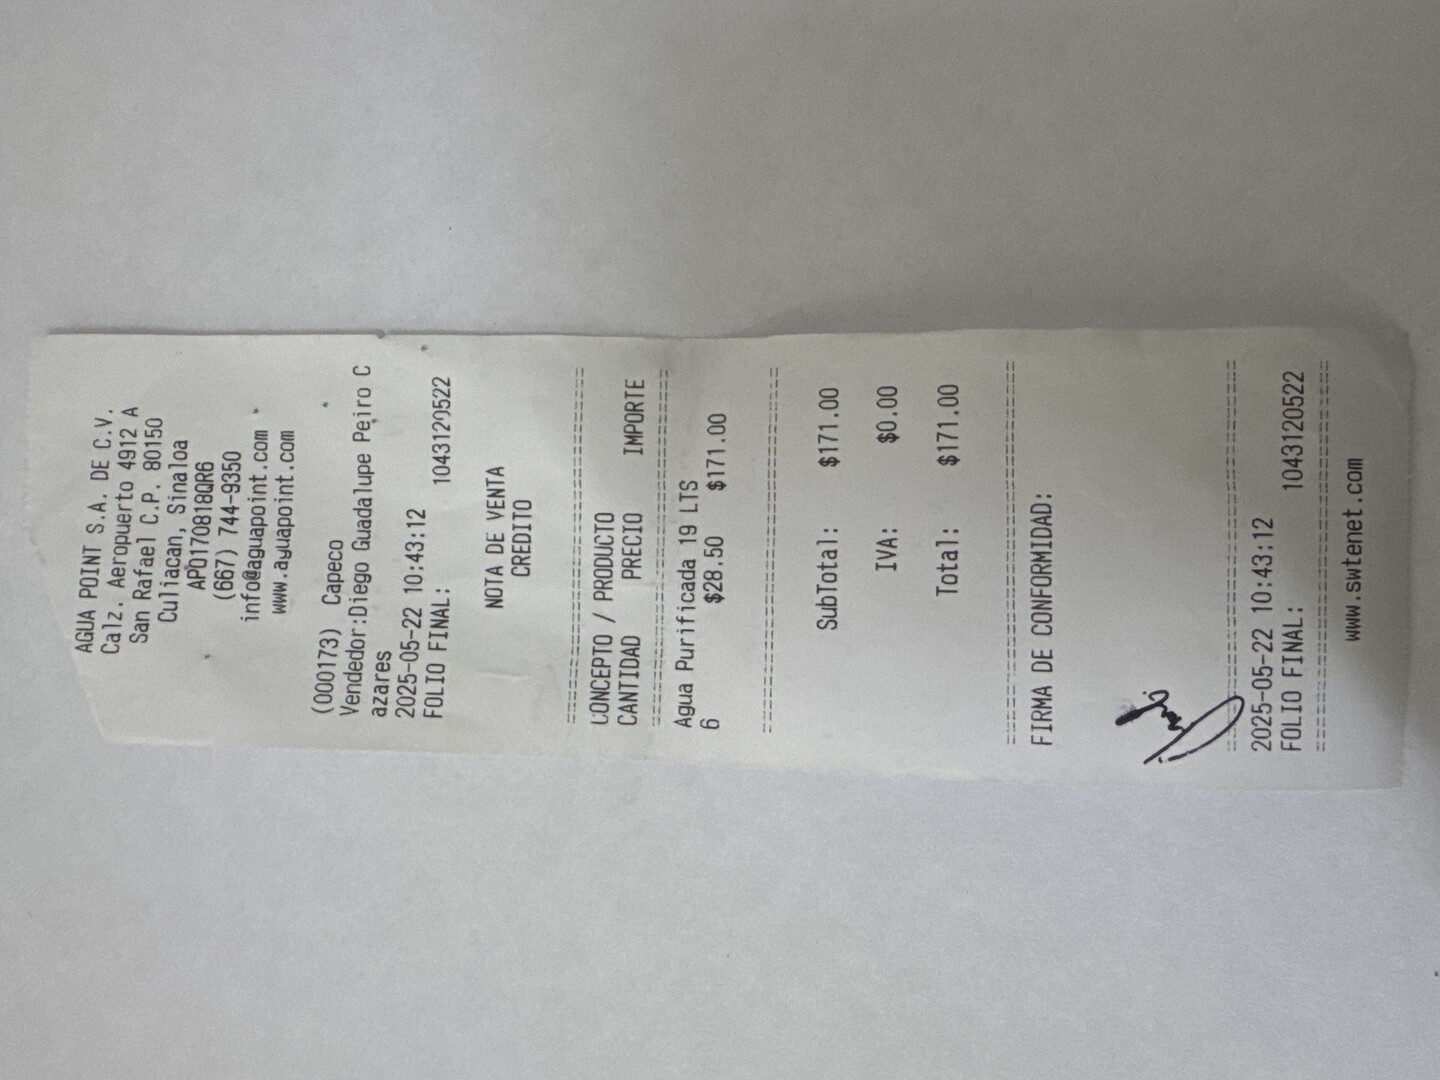 AGUA POINT S.A. DE C.V.
Calz. Aeropuerto 4912 A
San Rafael C.P. 80150
Culiacan, Sinaloa
APO170818QR6
(667) 744-9350
info@aguapoint.com
www.aguapoint.com
(000173) Capeco
Vendedor:Diego Guadalupe Peiro C
azares
2025-05-22 10:43:12
FOLIO FINAL: 1043120522
NOTA DE VENTA
CREDITO
CONCEPTO / PRODUCTO
CANTIDAD PRECIO IMPORTE
Agua Purificada 19 LTS
6 $28.50 $171.00
SubTotal: $171.00
IVA: $0.00
Total: $171.00
FIRMA DE CONFORMIDAD:
2025-05-22 10:43:12
FOLIO FINAL: 1043120522
www.swtenet.com